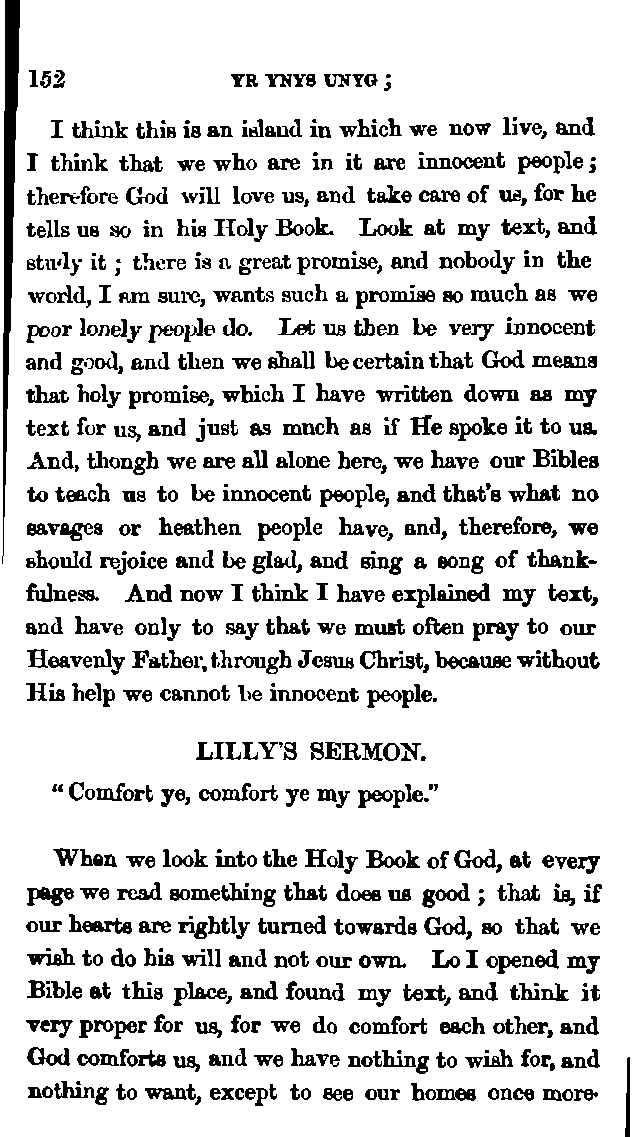 152 YR YNYS UNYG ;
I think this is an island in which we now live, and
I think that we who are in it are innocent people ;
therefore God will love us, and take care of us, for he
tells us so in his Holy Book. Look at my text, and
study it ; there is a great promise, and nobody in the
world, I am sure, wants such a promise so much as we
poor lonely people do. Let us then be very innocent
and good, and then we shall be certain that God means
that holy promise, which I have written down as my
text for us, and just as much as if He spoke it to us.
And, though we are all alone here, we have our Bibles
to teach us to be innocent people, and that's what no
savages or heathen people have, and, therefore, we
should rejoice and be glad, and sing a song of thank-
fulness. And now I think I have explained my text,
and have only to say that we must often pray to our
Heavenly Father, through Jesus Christ, because without
His help we cannot be innocent people.
LILLY'S SERMON.
" Comfort ye, comfort ye my people."
When we look into the Holy Book of God, at every
page we read something that does us good ; that is, if
our hearts are rightly turned towards God, so that we
wish to do his will and not our own. Lo I opened my
Bible at this place, and found my text, and think it
very proper for us, for we do comfort each other, and
God comforts us, and we have nothing to wish for, and
nothing to want, except to see our homes once more.